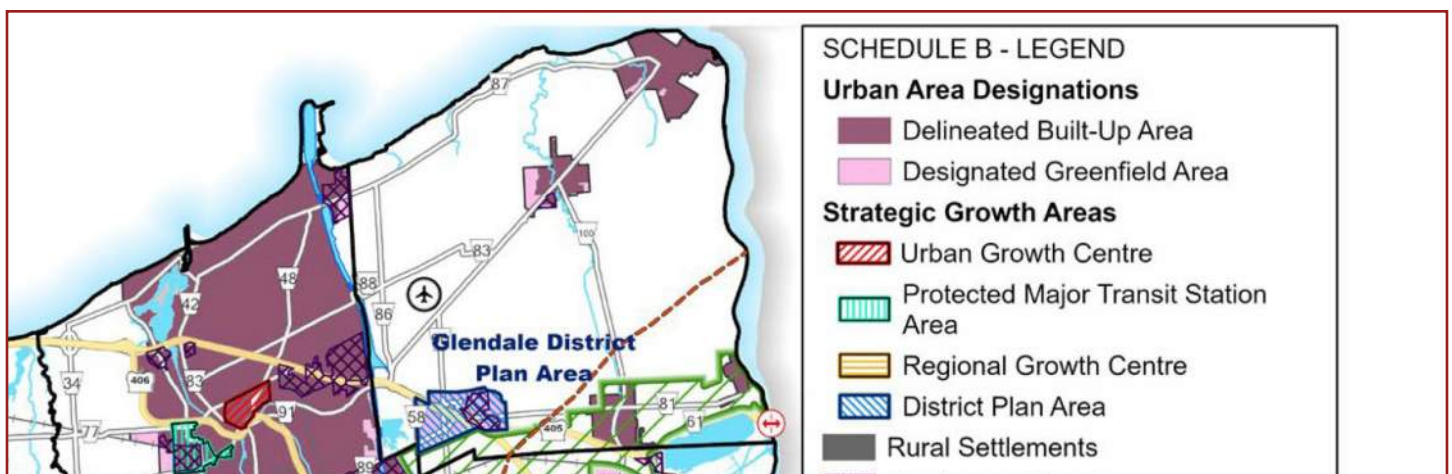 SCHEDULE B - LEGEND
Urban Area Designations
Delineated Built-Up Area
Designated Greenfield Area
Strategic Growth Areas
Urban Growth Centre
Protected Major Transit Station
Area
Regional Growth Centre
District Plan Area
Rural Settlements
87
100
83
48
88
42
86
Glendale District
Plan Area
34
406
83
91
58
81
61
405
77
89